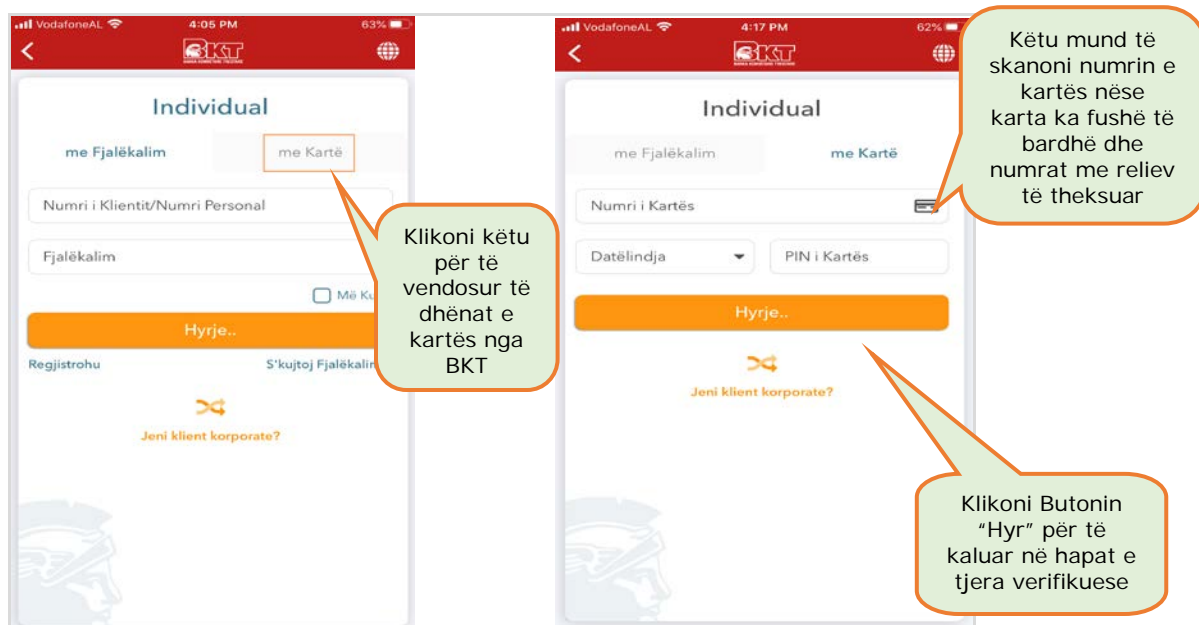 VodafoneAL 4:05 PM 63%
BKT
Individual
me Fjalëkalim me Kartë
Numri i Klientit/Numri Personal
Fjalëkalim
Më
Hyrje..
Regjistrohu S'kujtoj
Jeni klient korporate?
Klikoni këtu
për të
vendosur të
dhënat e
kartës nga
BKT
VodafoneAL 4:17 PM 62%
BKT
Individual
me Fjalëkalim me Kartë
Numri i Kartës
Datëlindja PIN i Kartës
Hyrje..
Jeni klient korporate?
Këtu mund të
skanoni numrin e
kartës nëse
karta ka fushë të
bardhë dhe
numrat me reliev
të theksuar
Klikoni Butonin
“Hyr” për të
kaluar në hapat e
tjera verifikuese